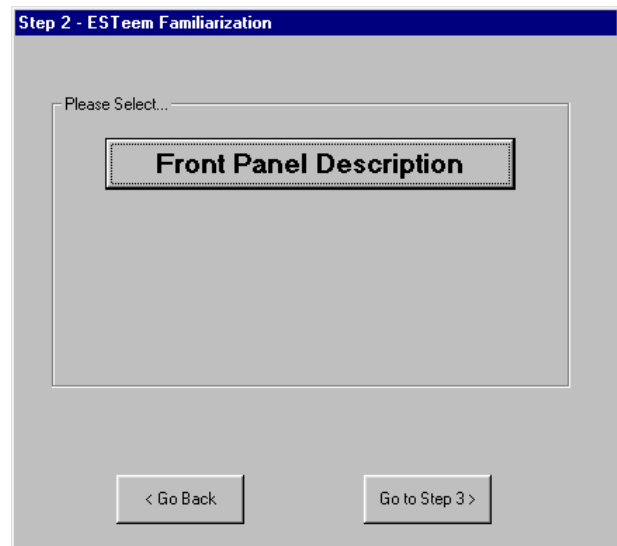 Step 2 - ESTeem Familiarization
Please Select...
Front Panel Description
< Go Back
Go to Step 3 >